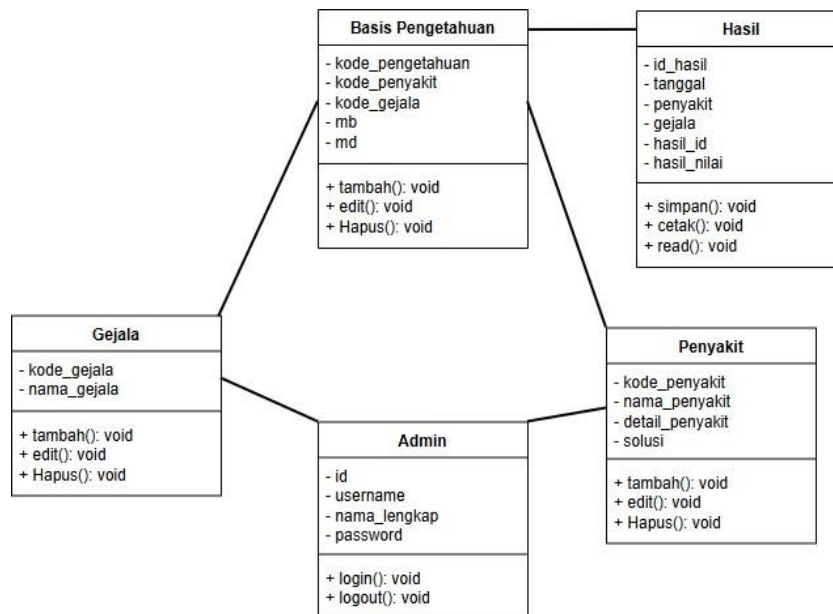 Basis Pengetahuan
- kode_pengetahuan
- kode_penyakit
- kode_gejala
- mb
- md
+ tambah(): void
+ edit(): void
+ Hapus(): void
Hasil
- id_hasil
- tanggal
- penyakit
- gejala
- hasil_id
- hasil_nilai
+ simpan(): void
+ cetak(): void
+ read(): void
Gejala
- kode_gejala
- nama_gejala
+ tambah(): void
+ edit(): void
+ Hapus(): void
Admin
- id
- username
- nama_lengkap
- password
+ login(): void
+ logout(): void
Penyakit
- kode_penyakit
- nama_penyakit
- detail_penyakit
- solusi
+ tambah(): void
+ edit(): void
+ Hapus(): void